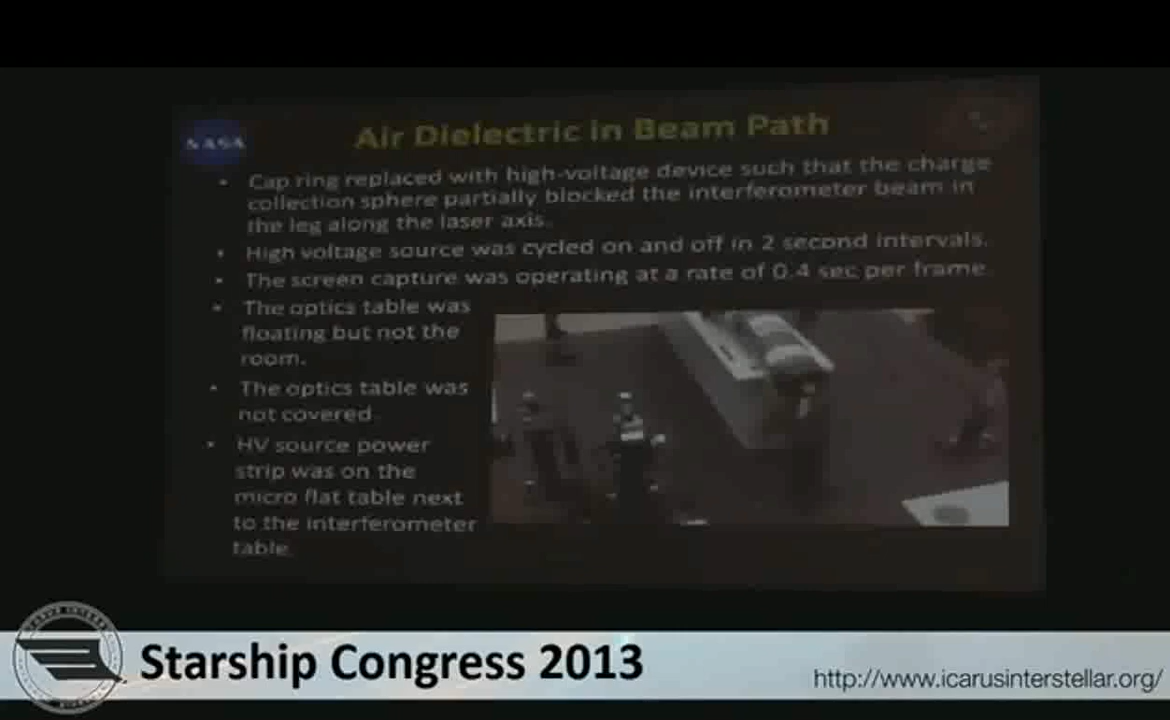 NASA
Air Dielectric in Beam Path
• Cap ring replaced with high-voltage device such that the charge
collection sphere partially blocked the interferometer beam in
the leg along the laser axis.
• High voltage source was cycled on and off in 2 second intervals.
• The screen capture was operating at a rate of 0.4 sec per frame
• The optics table was
floating but not the
room.
• The optics table was
not covered.
• HV source power
strip was on the
micro flat table next
to the interferometer
table.
Starship Congress 2013
http://www.icarusinterstellar.org/